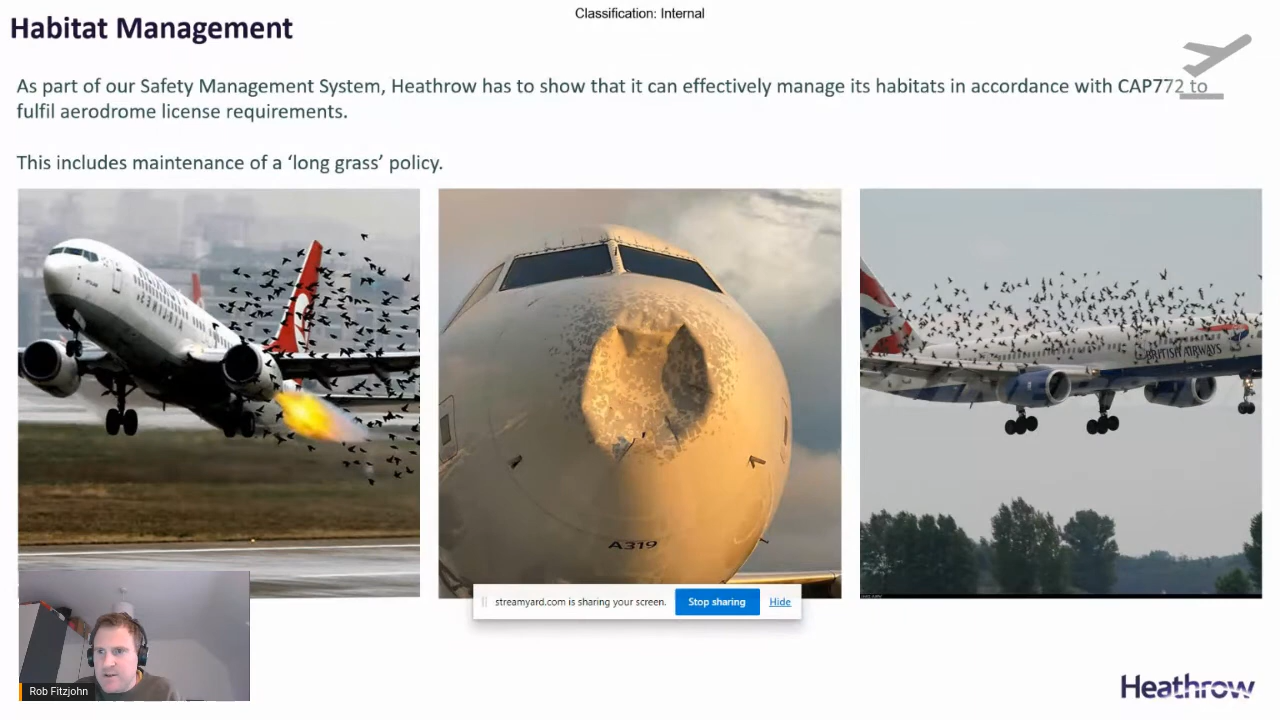 Classification: Internal
Habitat Management
As part of our Safety Management System, Heathrow has to show that it can effectively manage its habitats in accordance with CAP772 to
fulfil aerodrome license requirements.
This includes maintenance of a ‘long grass’ policy.
BRITISH AIRWAYS
A319
streamyard.com is sharing your screen.
Stop sharing
Hide
Rob Fitzjohn
Heathrow